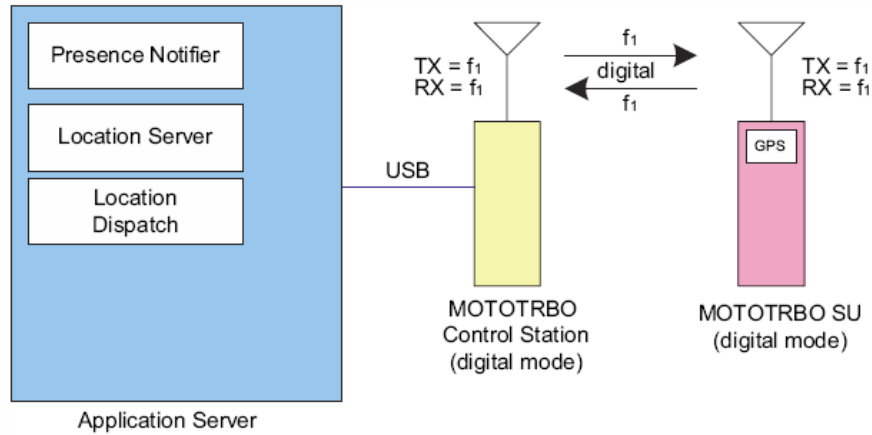 Presence Notifier
Location Server
Location
Dispatch
Application Server
USB
TX = f₁
RX = f₁
MOTOTRBO
Control Station
(digital mode)
f₁
digital
f₁
TX = f₁
RX = f₁
GPS
MOTOTRBO SU
(digital mode)